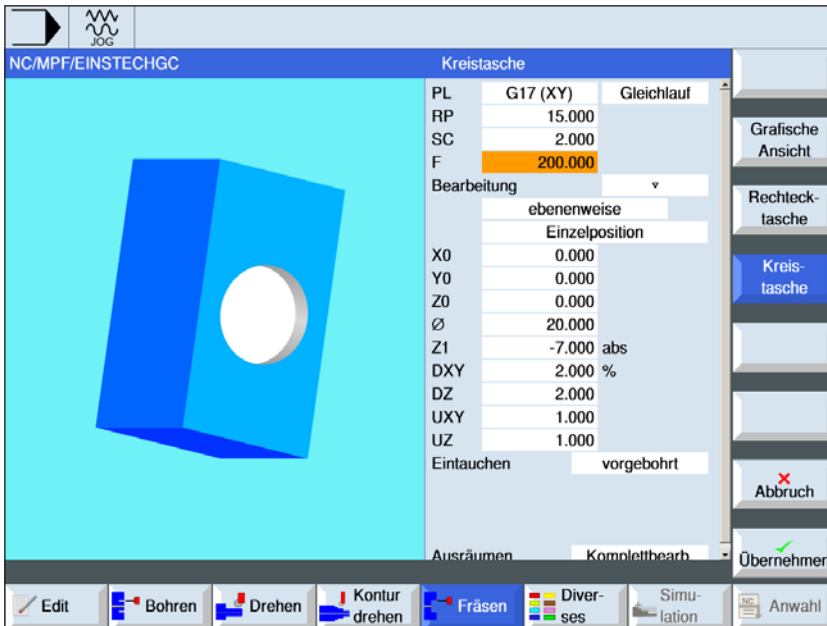 JOG
NC/MPF/EINSTECHGC
Kreistasche
PL G17 (XY) Gleichlauf
RP 15.000
SC 2.000
F 200.000
Bearbeitung ▿
ebenenweise
Einzelposition
X0 0.000
Y0 0.000
Z0 0.000
Ø 20.000
Z1 -7.000 abs
DXY 2.000 %
DZ 2.000
UXY 1.000
UZ 1.000
Eintauchen vorgebohrt
Ausräumen Komplettbearb.
Grafische
Ansicht
Rechteck-
tasche
Kreis-
tasche
Abbruch
Übernehmen
Edit
Bohren
Drehen
Kontur
drehen
Fräsen
Diver-
ses
Simu-
lation
NC
Anwahl